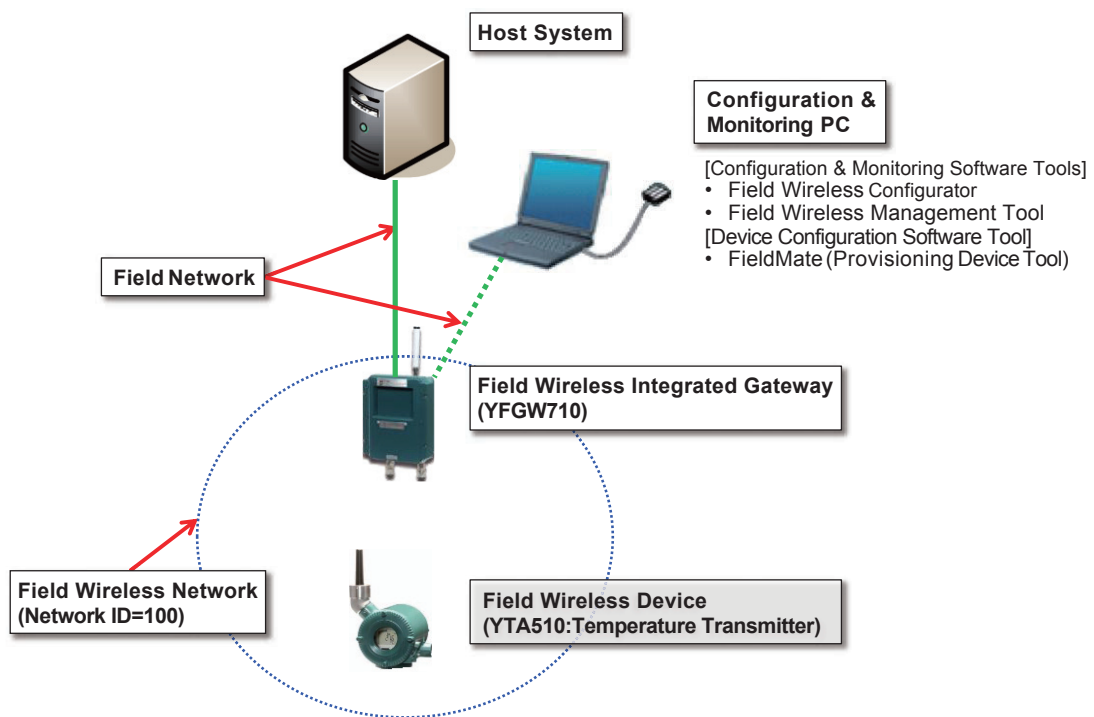 Host System
Configuration &
Monitoring PC
[Configuration & Monitoring Software Tools]
• Field Wireless Configurator
• Field Wireless Management Tool
[Device Configuration Software Tool]
• FieldMate (Provisioning Device Tool)
Field Network
Field Wireless Integrated Gateway
(YFGW710)
Field Wireless Network
(Network ID=100)
Field Wireless Device
(YTA510:Temperature Transmitter)